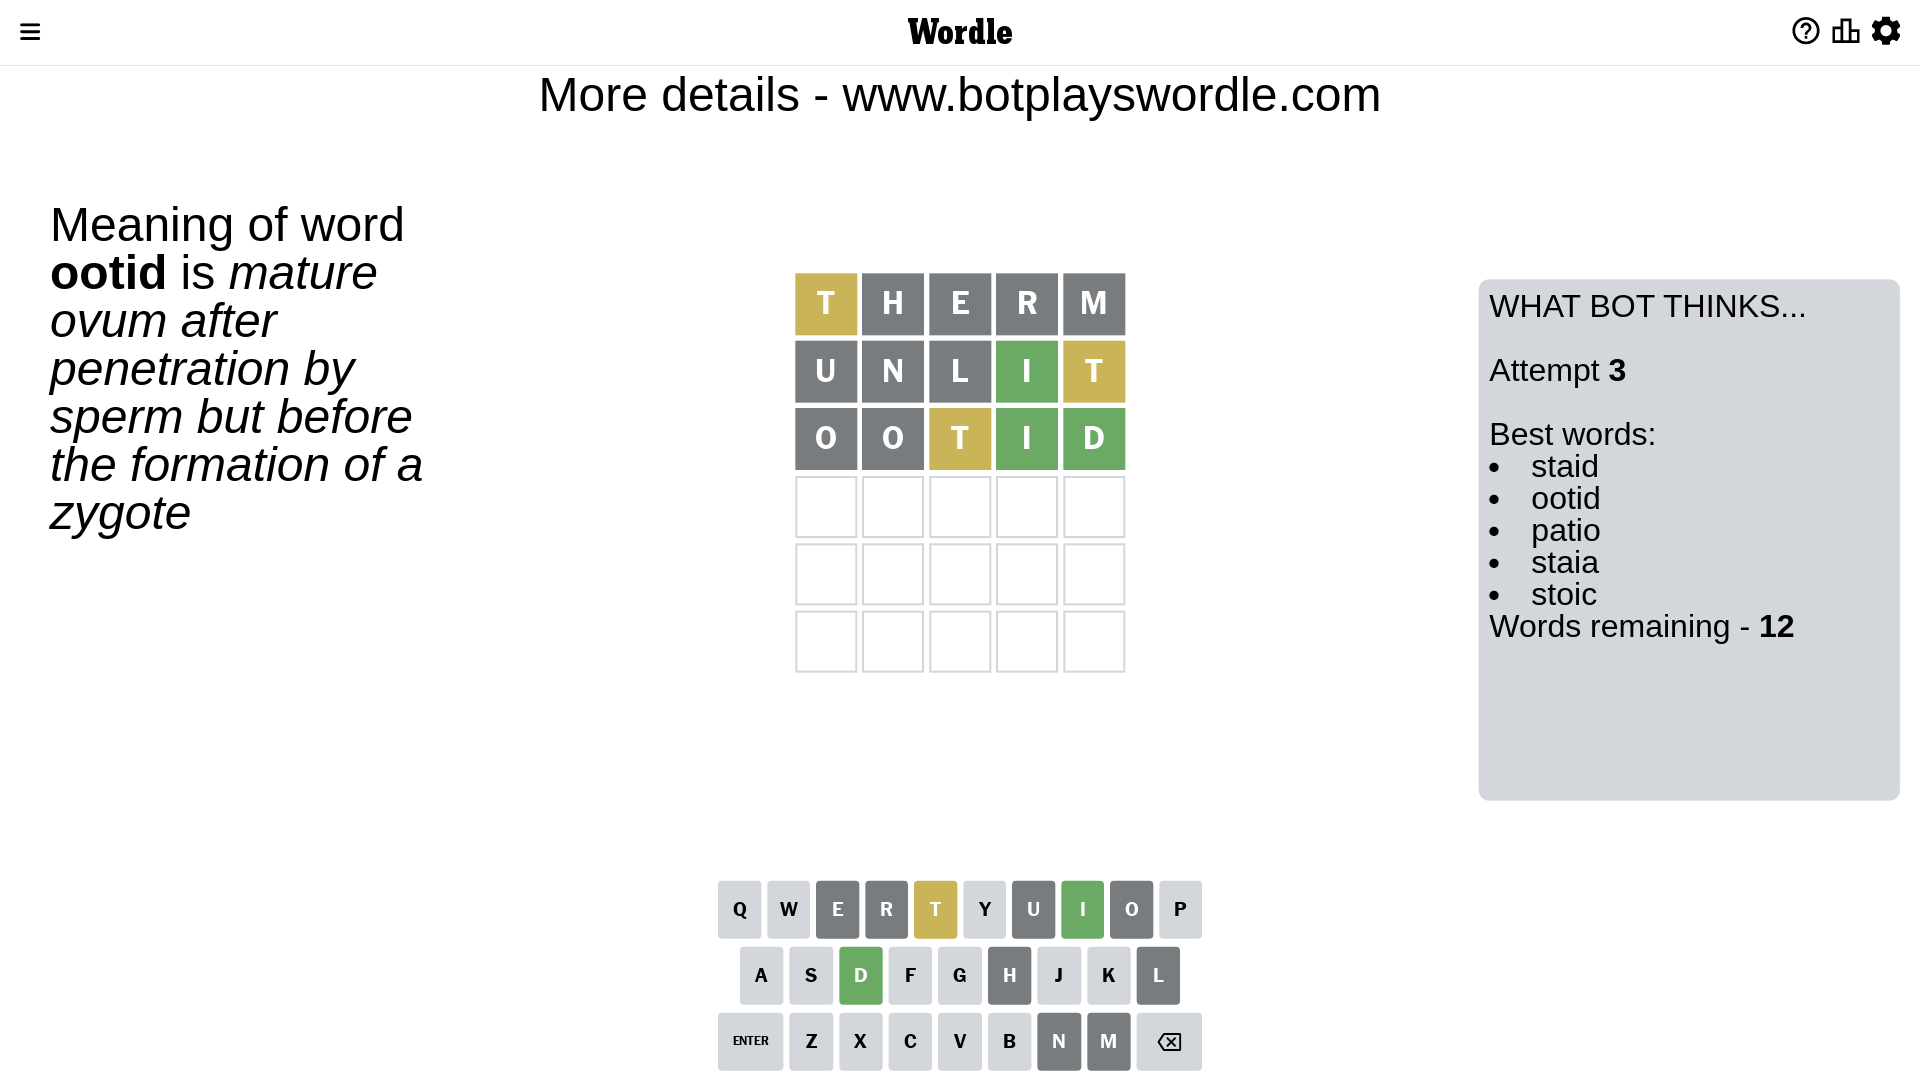 Wordle
More details - www.botplayswordle.com
Meaning of word
ootid is mature
ovum after
penetration by
sperm but before
the formation of a
zygote
T H E R M
U N L I T
O O T I D
WHAT BOT THINKS...
Attempt 3
Best words:
• staid
• ootid
• patio
• staia
• stoic
Words remaining - 12
Q W E R T Y U I O P
A S D F G H J K L
ENTER Z X C V B N M